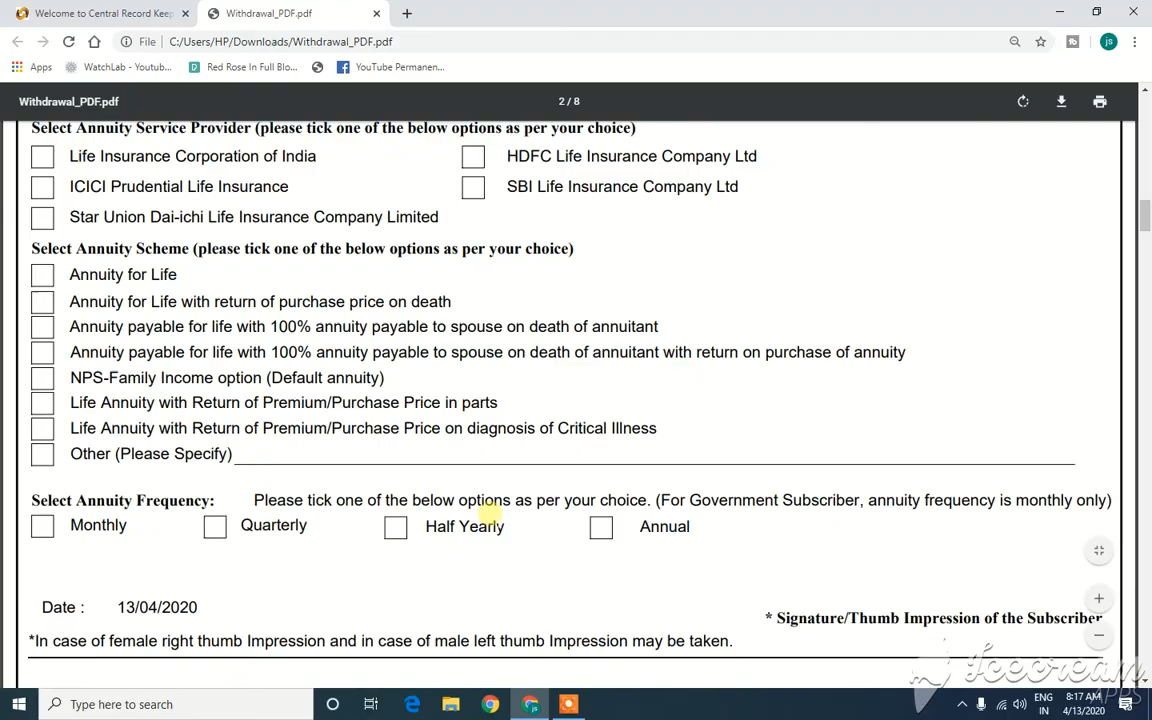 Welcome to Central Record Keep
Withdrawal_PDF.pdf
File
C:/Users/HP/Downloads/Withdrawal_PDF.pdf
js
Apps
WatchLab - Youtub...
Red Rose In Full Blo...
YouTube Permanen...
Withdrawal_PDF.pdf
2 / 8
Select Annuity Service Provider (please tick one of the below options as per your choice)
Life Insurance Corporation of India
HDFC Life Insurance Company Ltd
ICICI Prudential Life Insurance
SBI Life Insurance Company Ltd
Star Union Dai-ichi Life Insurance Company Limited
Select Annuity Scheme (please tick one of the below options as per your choice)
Annuity for Life
Annuity for Life with return of purchase price on death
Annuity payable for life with 100% annuity payable to spouse on death of annuitant
Annuity payable for life with 100% annuity payable to spouse on death of annuitant with return on purchase of annuity
NPS-Family Income option (Default annuity)
Life Annuity with Return of Premium/Purchase Price in parts
Life Annuity with Return of Premium/Purchase Price on diagnosis of Critical Illness
Other (Please Specify)
Select Annuity Frequency: Please tick one of the below options as per your choice. (For Government Subscriber, annuity frequency is monthly only)
Monthly
Quarterly
Half Yearly
Annual
Date : 13/04/2020
* Signature/Thumb Impression of the Subscriber
*In case of female right thumb Impression and in case of male left thumb Impression may be taken.
Icecream
APPS
Type here to search
ENG
IN
8:17 AM
4/13/2020